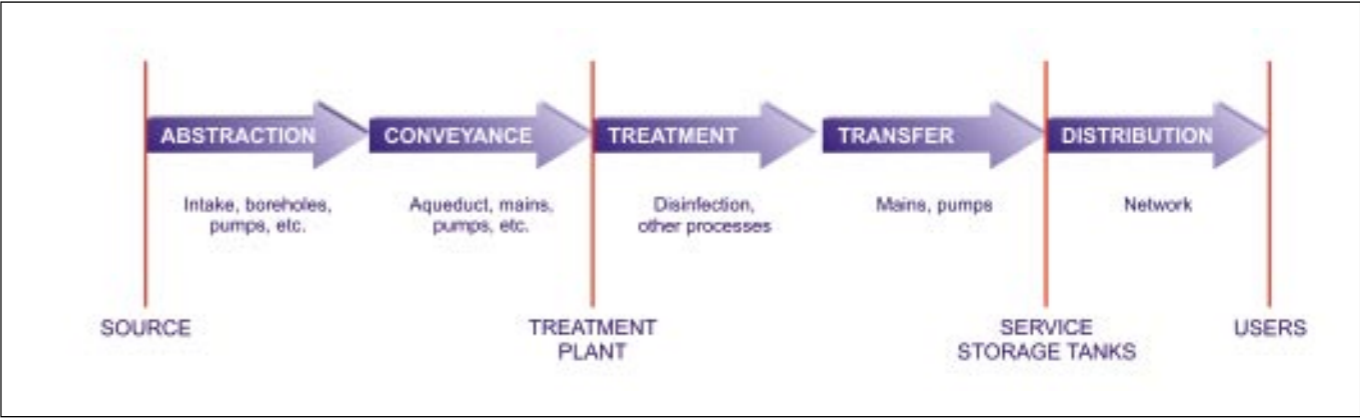 ABSTRACTION
CONVEYANCE
TREATMENT
TRANSFER
DISTRIBUTION
Intake, boreholes,
pumps, etc.
Aqueduct, mains,
pumps, etc.
Disinfection,
other processes
Mains, pumps
Network
SOURCE
TREATMENT
PLANT
SERVICE
STORAGE TANKS
USERS